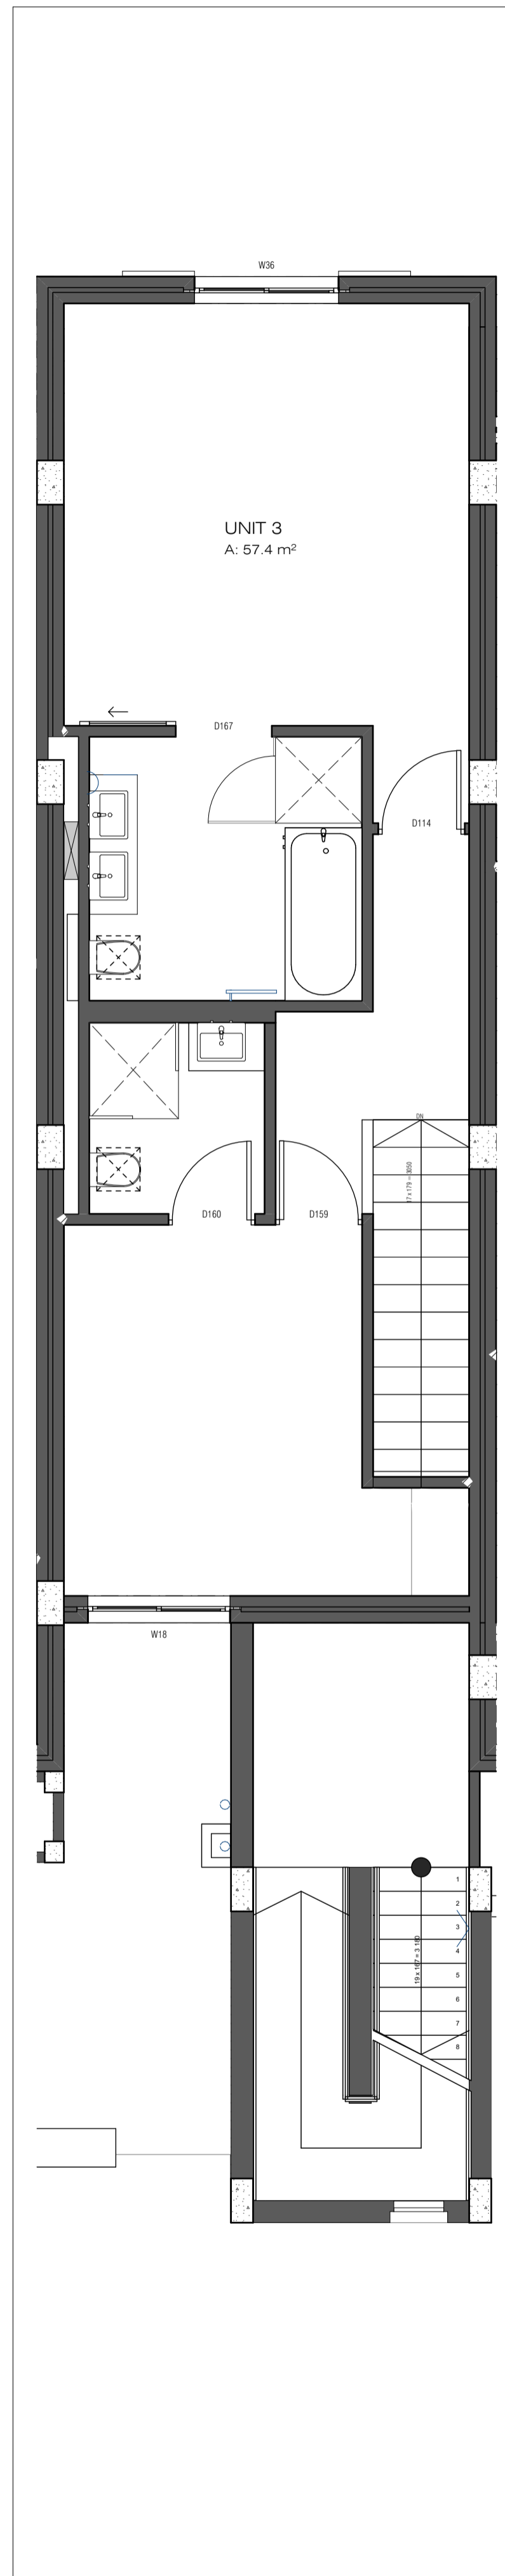 W36
UNIT 3
A: 57.4 m²
D167
D114
DN
17 x 179 = 3050
D160
D159
W18
1
2
3
4
5
6
7
8
19 x 167 = 3 180